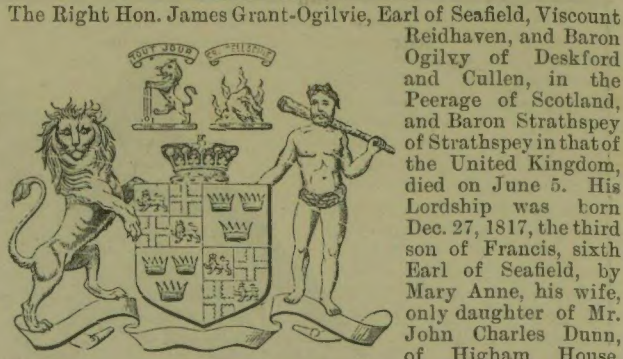 The Right Hon. James Grant-Ogilvie, Earl of Seafield, Viscount
Reidhaven, and Baron
Ogilvy of Deskford
and Cullen, in the
Peerage of Scotland,
and Baron Strathspey
of Strathspey in that of
the United Kingdom,
died on June 5. His
Lordship was born
Dec. 27, 1817, the third
son of Francis, sixth
Earl of Seafield, by
Mary Anne, his wife,
only daughter of Mr.
John Charles Dunn,
of Higham House,
TOUT JOUR